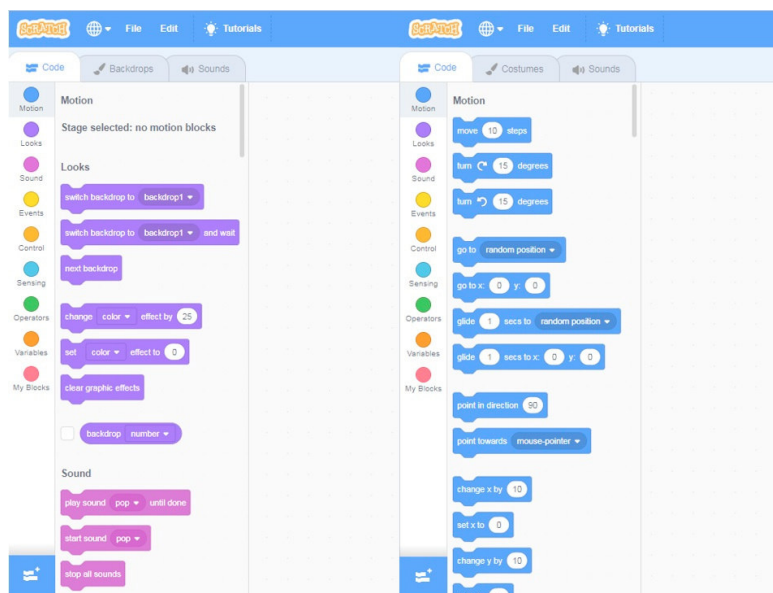 SCRATCH File Edit Tutorials
Code Backdrops Sounds
Motion
Looks
Sound
Events
Control
Sensing
Operators
Variables
My Blocks
Motion
Stage selected: no motion blocks
Looks
switch backdrop to backdrop1
switch backdrop to backdrop1 and wait
next backdrop
change color effect by 25
set color effect to 0
clear graphic effects
backdrop number
Sound
play sound pop until done
start sound pop
stop all sounds
SCRATCH File Edit Tutorials
Code Costumes Sounds
Motion
Looks
Sound
Events
Control
Sensing
Operators
Variables
My Blocks
Motion
move 10 steps
turn 15 degrees
turn 15 degrees
go to random position
go to x: 0 y: 0
glide 1 secs to random position
glide 1 secs to x: 0 y: 0
point in direction 90
point towards mouse-pointer
change x by 10
set x to 0
change y by 10